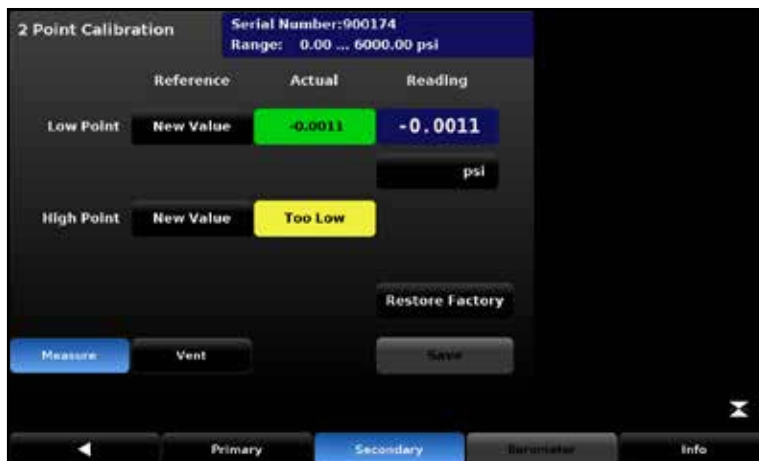 2 Point Calibration
Serial Number:900174
Range: 0.00 ... 6000.00 psi
Reference Actual Reading
Low Point New Value -0.0011 -0.0011
psi
High Point New Value Too Low
Restore Factory
Measure Vent Save
Primary Secondary Barometer Info